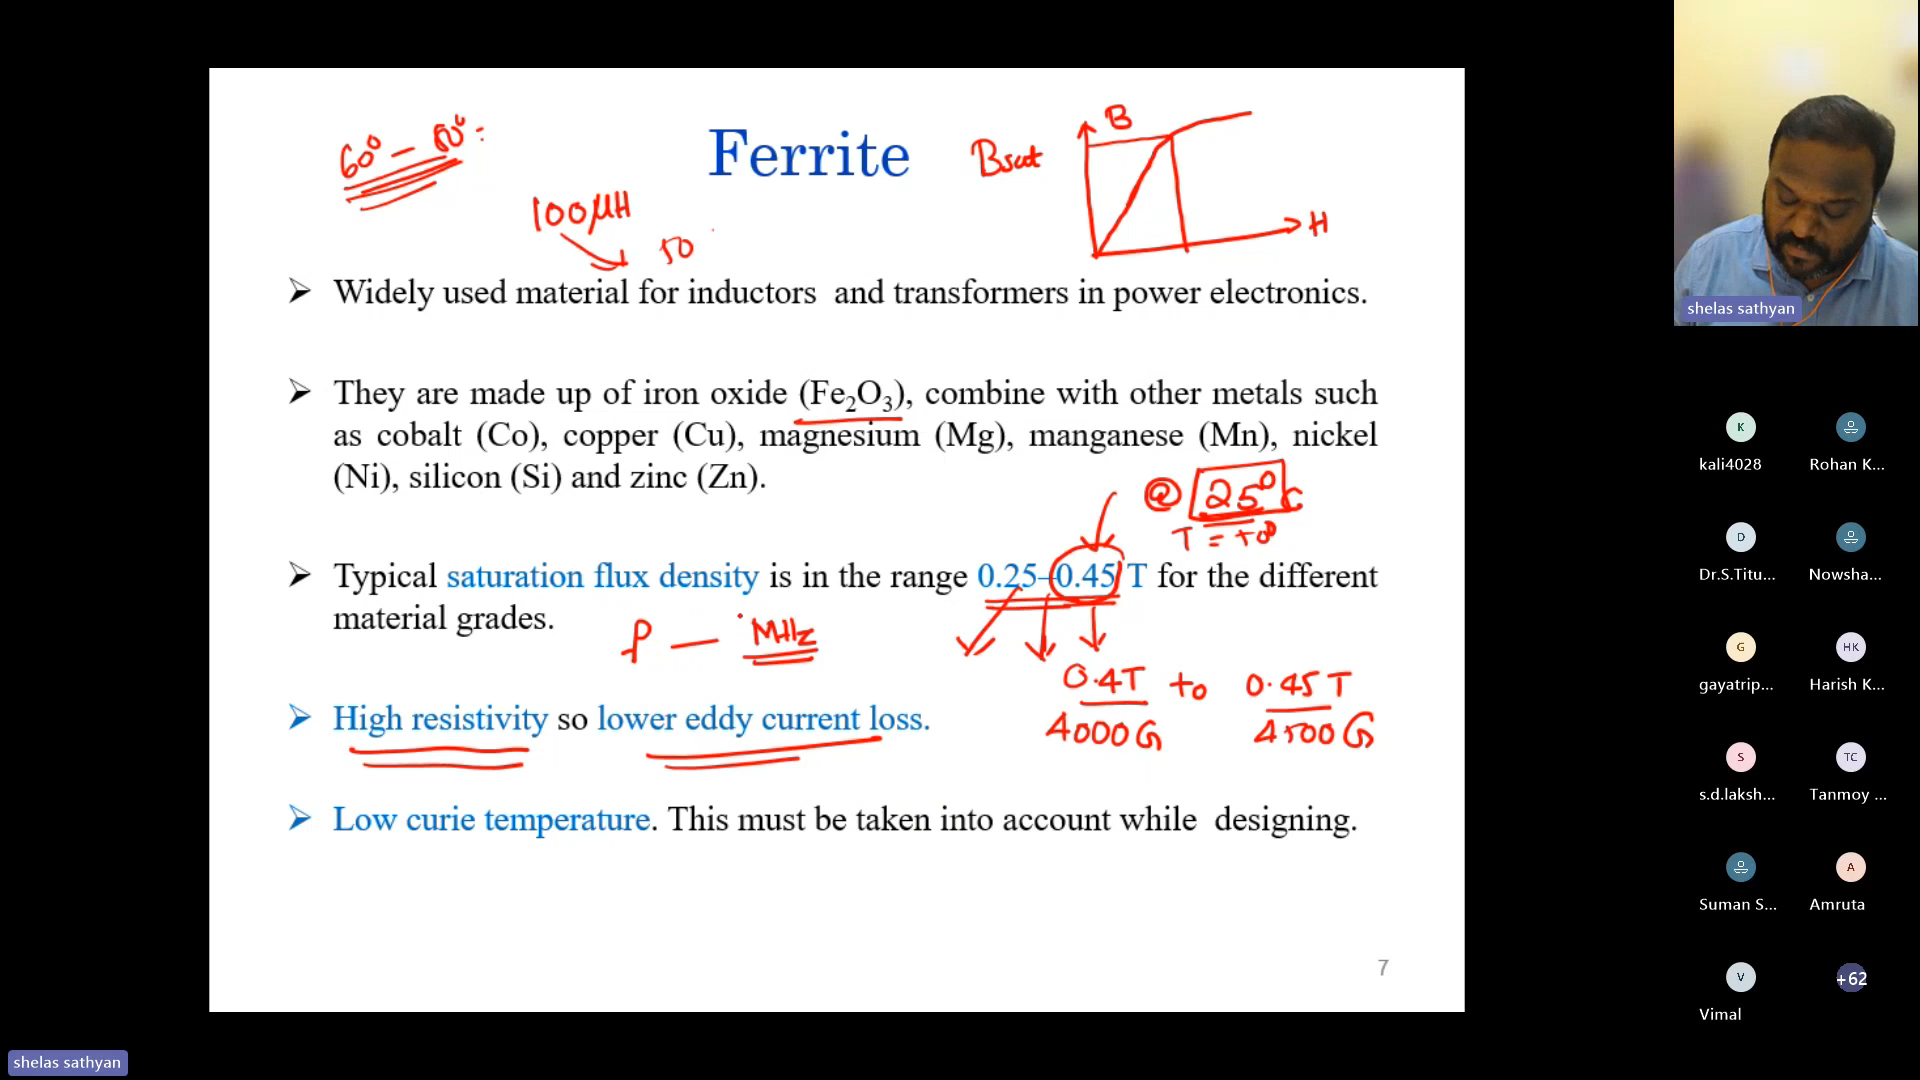 60° – 80°
Ferrite
Bsat
B
H
100µH
50
➢ Widely used material for inductors and transformers in power electronics.
➢ They are made up of iron oxide (Fe₂O₃), combine with other metals such
as cobalt (Co), copper (Cu), magnesium (Mg), manganese (Mn), nickel
(Ni), silicon (Si) and zinc (Zn).
@ 25°C
➢ Typical saturation flux density is in the range 0.25–0.45 T for the different
material grades.
MHz
0.4T to 0.45T
4000G 4500G
➢ High resistivity so lower eddy current loss.
➢ Low curie temperature. This must be taken into account while designing.
7
shelas sathyan
K
kali4028
Rohan K...
D
Dr.S.Titu...
Nowsha...
G
gayatrip...
HK
Harish K...
S
s.d.laksh...
TC
Tanmoy ...
Suman S...
A
Amruta
V
Vimal
+62
shelas sathyan